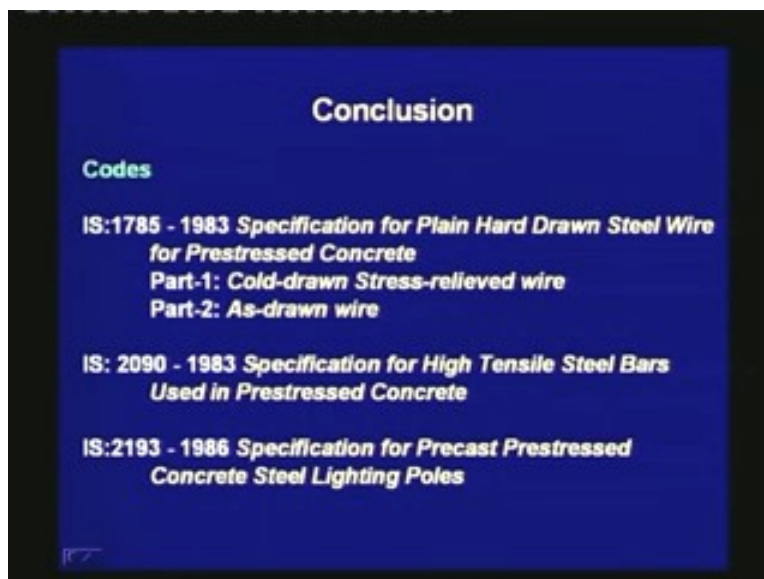 Conclusion
Codes
IS:1785 - 1983 Specification for Plain Hard Drawn Steel Wire
for Prestressed Concrete
Part-1: Cold-drawn Stress-relieved wire
Part-2: As-drawn wire
IS: 2090 - 1983 Specification for High Tensile Steel Bars
Used in Prestressed Concrete
IS:2193 - 1986 Specification for Precast Prestressed
Concrete Steel Lighting Poles